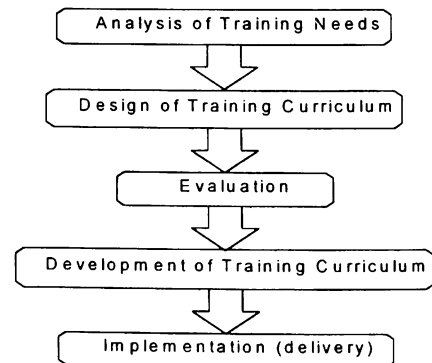 Analysis of Training Needs
Design of Training Curriculum
Evaluation
Development of Training Curriculum
Implementation (delivery)